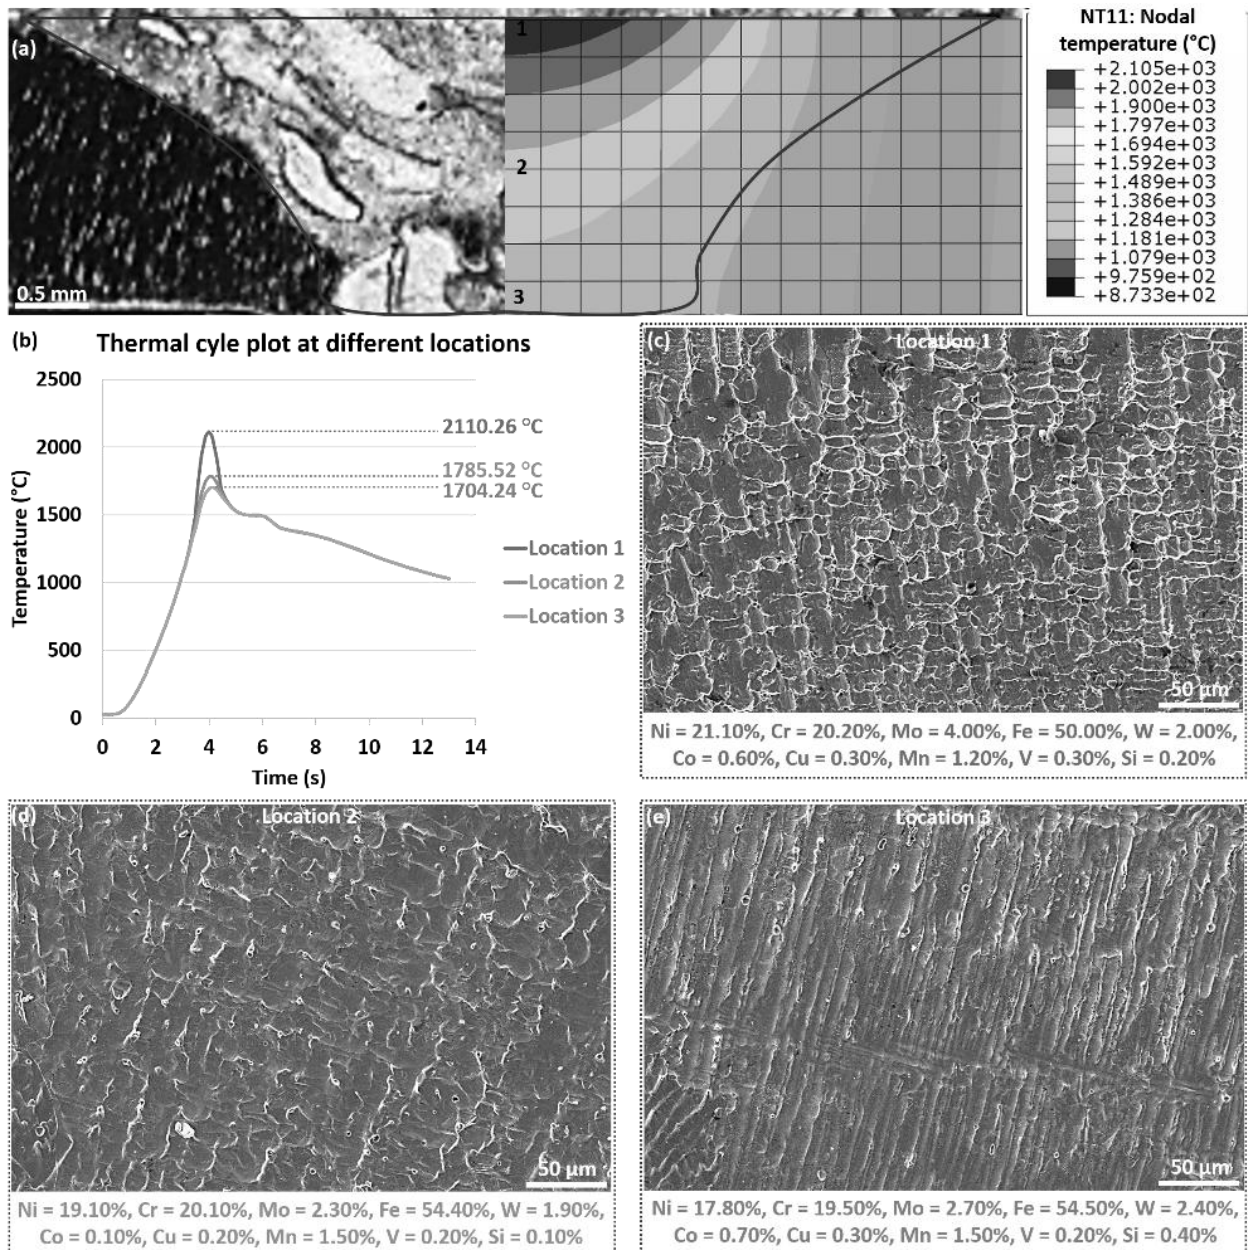 (a)
1
2
3
0.5 mm
NT11: Nodal
temperature (°C)
+2.105e+03
+2.002e+03
+1.900e+03
+1.797e+03
+1.694e+03
+1.592e+03
+1.489e+03
+1.386e+03
+1.284e+03
+1.181e+03
+1.079e+03
+9.759e+02
+8.733e+02
(b)
Thermal cyle plot at different locations
2500
2000
1500
1000
500
0
Temperature (°C)
0 2 4 6 8 10 12 14
Time (s)
2110.26 °C
1785.52 °C
1704.24 °C
Location 1
Location 2
Location 3
(c)
Location 1
50 µm
Ni = 21.10%, Cr = 20.20%, Mo = 4.00%, Fe = 50.00%, W = 2.00%,
Co = 0.60%, Cu = 0.30%, Mn = 1.20%, V = 0.30%, Si = 0.20%
(d)
Location 2
50 µm
Ni = 19.10%, Cr = 20.10%, Mo = 2.30%, Fe = 54.40%, W = 1.90%,
Co = 0.10%, Cu = 0.20%, Mn = 1.50%, V = 0.20%, Si = 0.10%
(e)
Location 3
50 µm
Ni = 17.80%, Cr = 19.50%, Mo = 2.70%, Fe = 54.50%, W = 2.40%,
Co = 0.70%, Cu = 0.30%, Mn = 1.50%, V = 0.20%, Si = 0.40%